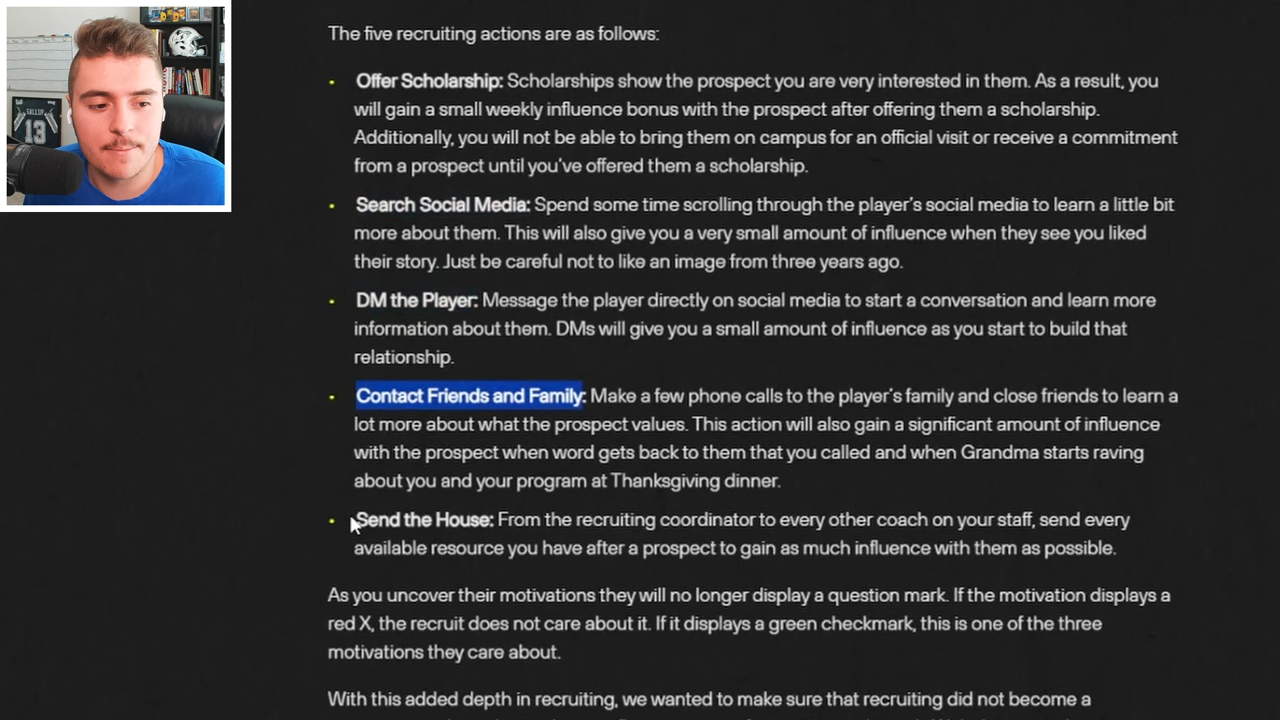 The five recruiting actions are as follows:
Offer Scholarship: Scholarships show the prospect you are very interested in them. As a result, you
will gain a small weekly influence bonus with the prospect after offering them a scholarship.
Additionally, you will not be able to bring them on campus for an official visit or receive a commitment
from a prospect until you've offered them a scholarship.
Search Social Media: Spend some time scrolling through the player's social media to learn a little bit
more about them. This will also give you a very small amount of influence when they see you liked
their story. Just be careful not to like an image from three years ago.
DM the Player: Message the player directly on social media to start a conversation and learn more
information about them. DMs will give you a small amount of influence as you start to build that
relationship.
Contact Friends and Family: Make a few phone calls to the player's family and close friends to learn a
lot more about what the prospect values. This action will also gain a significant amount of influence
with the prospect when word gets back to them that you called and when Grandma starts raving
about you and your program at Thanksgiving dinner.
Send the House: From the recruiting coordinator to every other coach on your staff, send every
available resource you have after a prospect to gain as much influence with them as possible.
As you uncover their motivations they will no longer display a question mark. If the motivation displays a
red X, the recruit does not care about it. If it displays a green checkmark, this is one of the three
motivations they care about.
With this added depth in recruiting, we wanted to make sure that recruiting did not become a
GALLUP
13